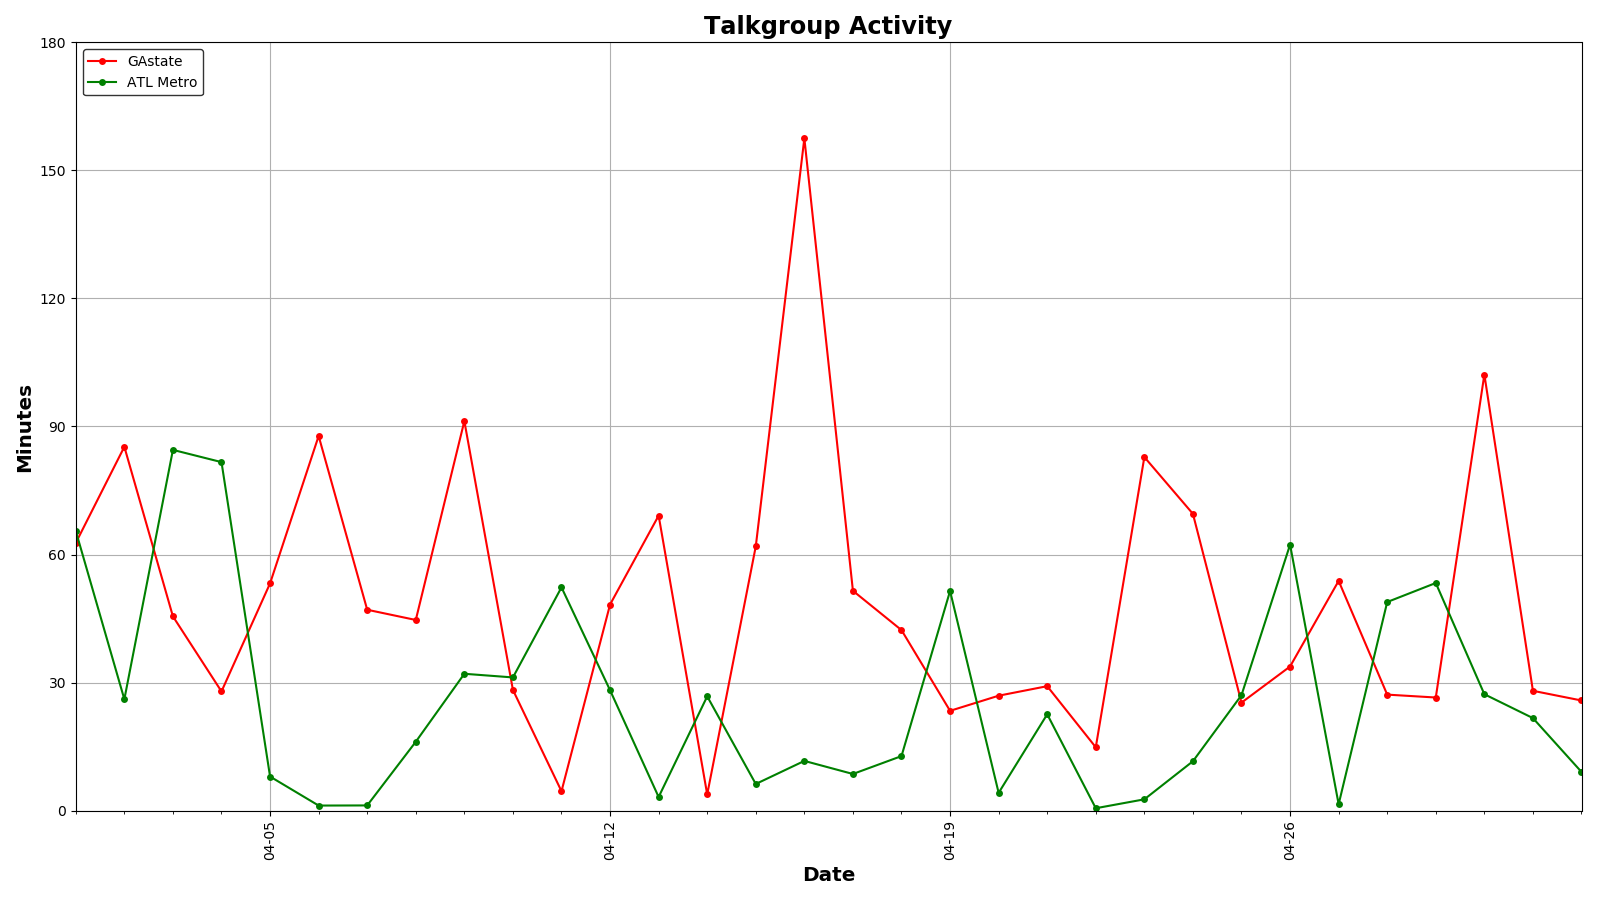 Talkgroup Activity
GAstate
ATL Metro
180
150
120
90
60
30
0
Minutes
04-05
04-12
04-19
04-26
Date